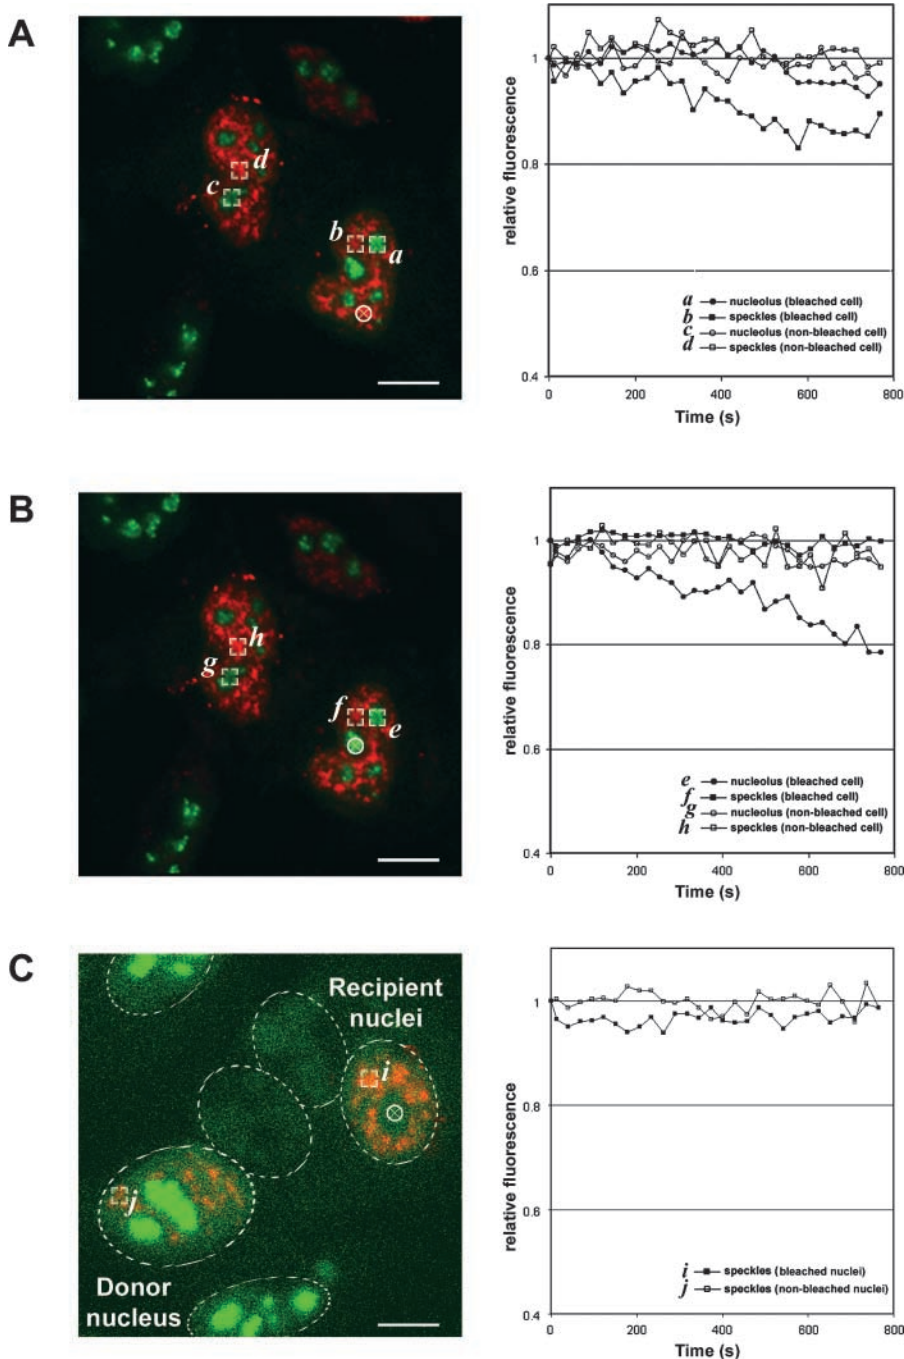 A
d
c
b
a
relative fluorescence
1
0.8
0.6
0.4
0 200 400 600 800
Time (s)
a nucleolus (bleached cell)
b speckles (bleached cell)
c nucleolus (non-bleached cell)
d speckles (non-bleached cell)
B
h
g
f
e
relative fluorescence
1
0.8
0.6
0.4
0 200 400 600 800
Time (s)
e nucleolus (bleached cell)
f speckles (bleached cell)
g nucleolus (non-bleached cell)
h speckles (non-bleached cell)
C
Recipient
nuclei
i
j
Donor
nucleus
relative fluorescence
1
0.8
0.6
0.4
0 200 400 600 800
Time (s)
i speckles (bleached nuclei)
j speckles (non-bleached nuclei)